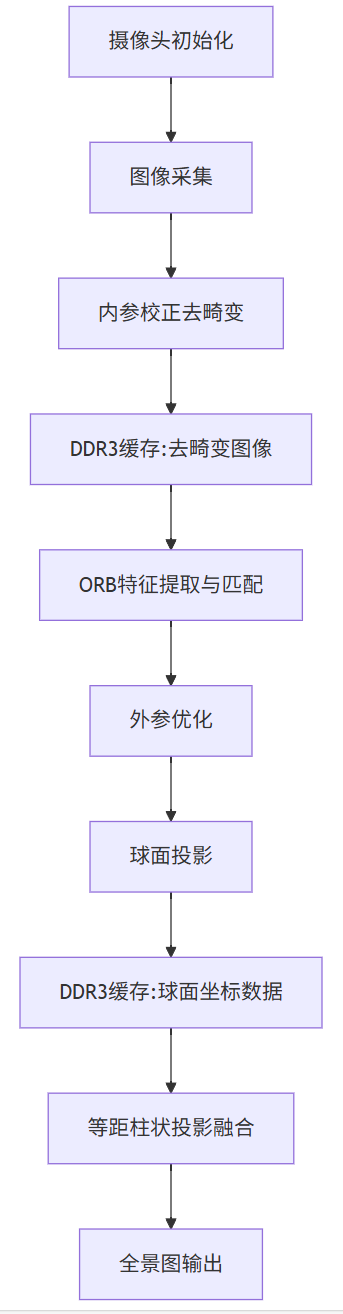 摄像头初始化
图像采集
内参校正去畸变
DDR3缓存:去畸变图像
ORB特征提取与匹配
外参优化
球面投影
DDR3缓存:球面坐标数据
等距柱状投影融合
全景图输出